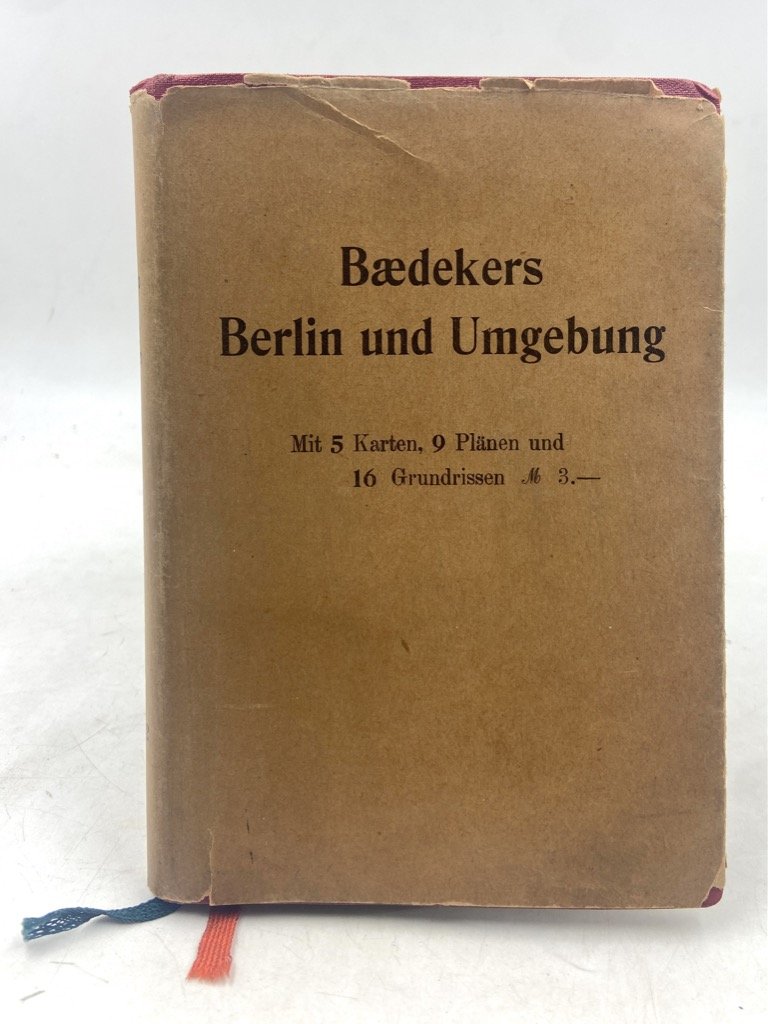 Bædekers
Berlin und Umgebung
Mit 5 Karten, 9 Plänen und
16 Grundrissen ℳ 3.—